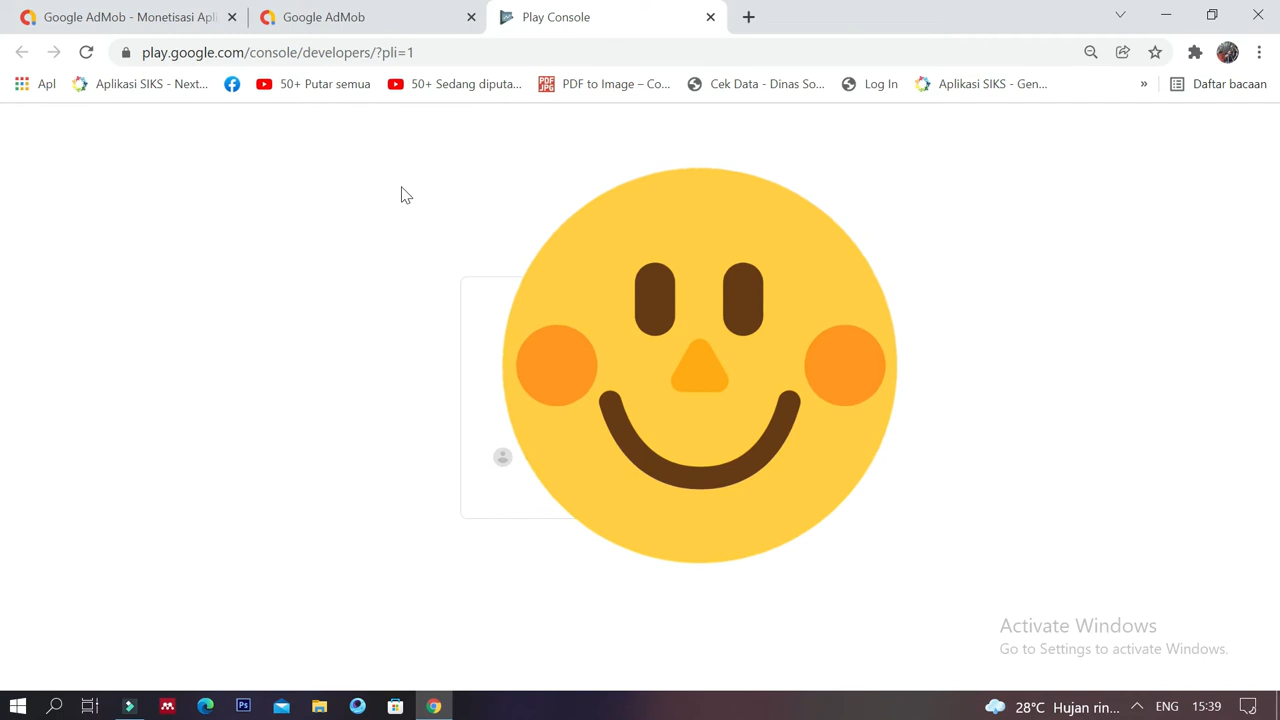 Google AdMob - Monetisasi Apli
Google AdMob
Play Console
play.google.com/console/developers/?pli=1
Apl
Aplikasi SIKS - Next...
50+ Putar semua
50+ Sedang diputa...
PDF to Image – Co...
Cek Data - Dinas So...
Log In
Aplikasi SIKS - Gen...
»
Daftar bacaan
Activate Windows
Go to Settings to activate Windows.
28°C Hujan rin...
ENG
15:39